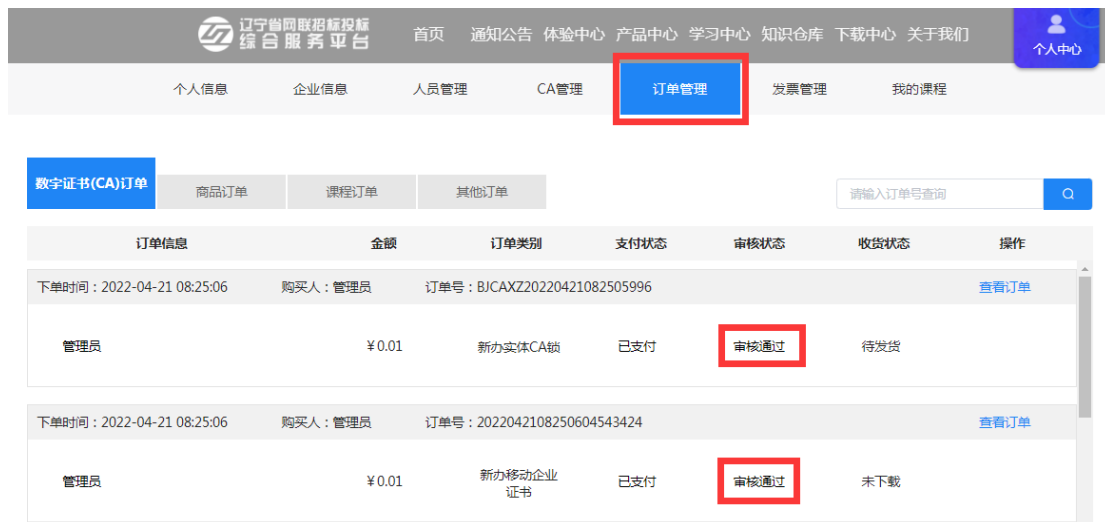 辽宁省网联招标投标
综合服务平台
首页 通知公告 体验中心 产品中心 学习中心 知识仓库 下载中心 关于我们
个人中心
个人信息 企业信息 人员管理 CA管理 订单管理 发票管理 我的课程
数字证书(CA)订单 商品订单 课程订单 其他订单 请输入订单号查询
订单信息 金额 订单类别 支付状态 审核状态 收货状态 操作
下单时间：2022-04-21 08:25:06 购买人：管理员 订单号：BJCAXZ20220421082505996 查看订单
管理员 ¥0.01 新办实体CA锁 已支付 审核通过 待发货
下单时间：2022-04-21 08:25:06 购买人：管理员 订单号：2022042108250604543424 查看订单
管理员 ¥0.01 新办移动企业 已支付 审核通过 未下载
证书